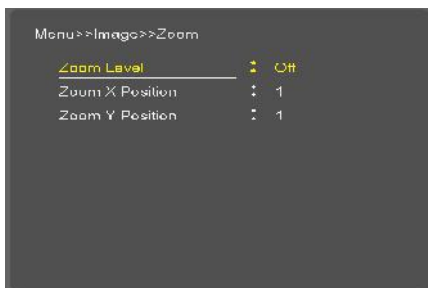 Menu>>Image>>Zoom
Zoom Level : Off
Zoom X Position : 1
Zoom Y Position : 1